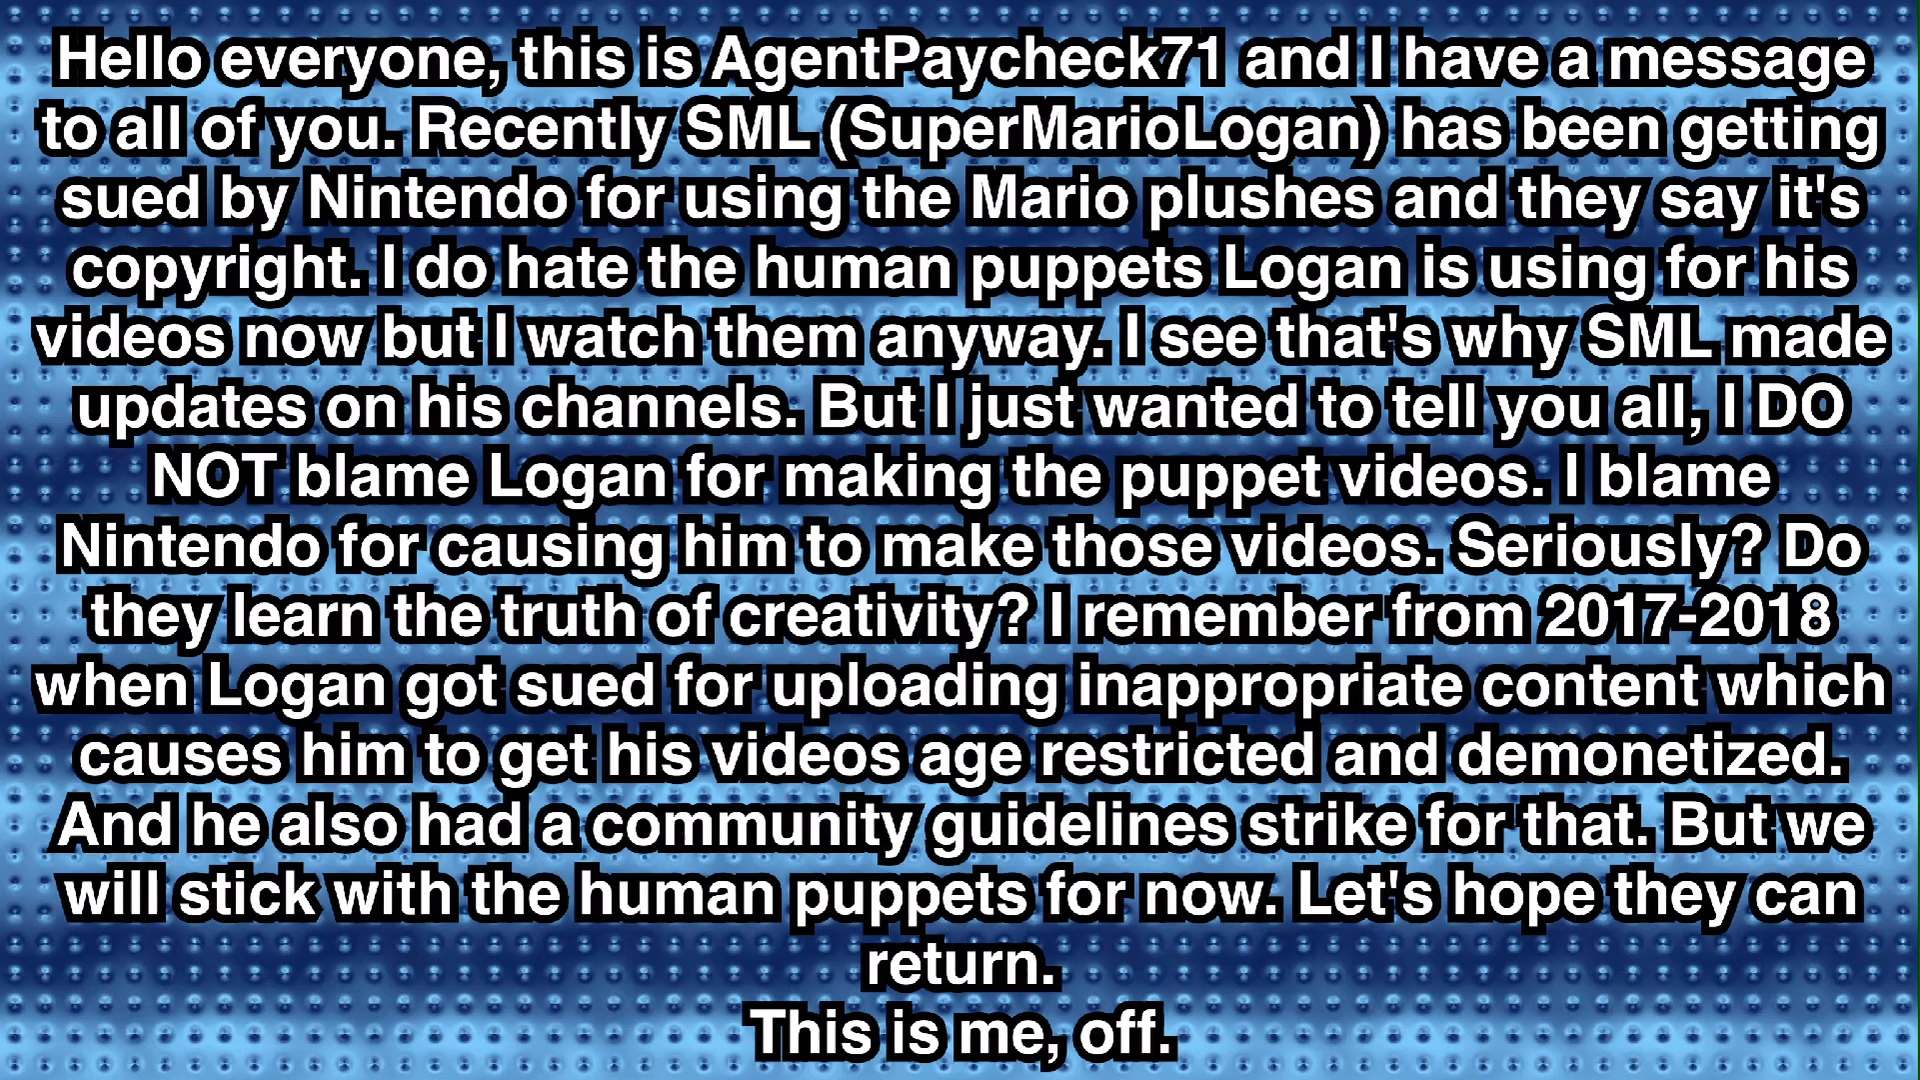 Hello everyone, this is AgentPaycheck71 and I have a message
to all of you. Recently SML (SuperMarioLogan) has been getting
sued by Nintendo for using the Mario plushes and they say it's
copyright. I do hate the human puppets Logan is using for his
videos now but I watch them anyway. I see that's why SML made
updates on his channels. But I just wanted to tell you all, I DO
NOT blame Logan for making the puppet videos. I blame
Nintendo for causing him to make those videos. Seriously? Do
they learn the truth of creativity? I remember from 2017-2018
when Logan got sued for uploading inappropriate content which
causes him to get his videos age restricted and demonetized.
And he also had a community guidelines strike for that. But we
will stick with the human puppets for now. Let's hope they can
return.
This is me, off.